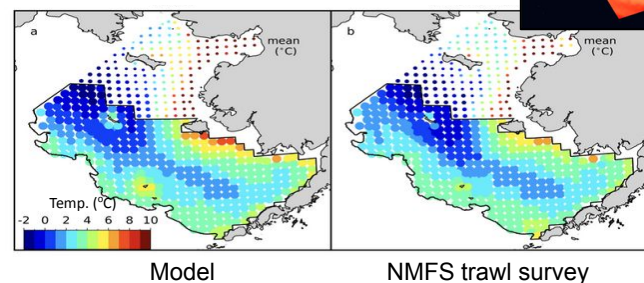 a
mean
(°C)
b
mean
(°C)
Temp. (°C)
-2 0 2 4 6 8 10
Model
NMFS trawl survey